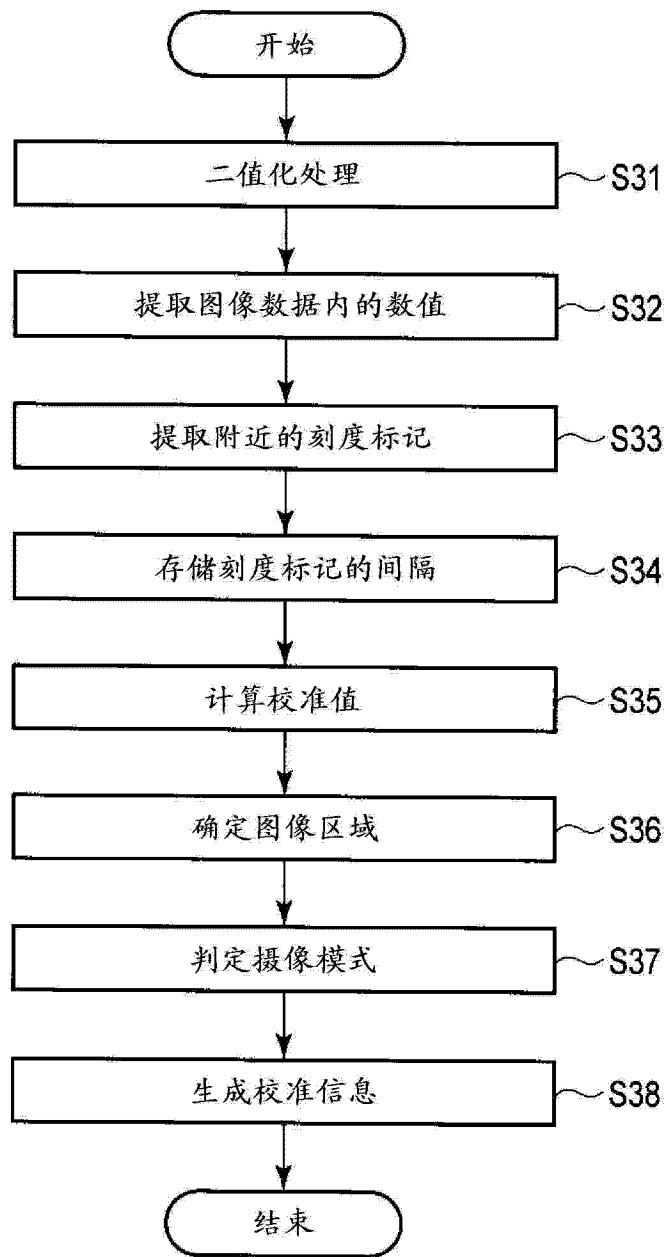 开始
二值化处理
S31
提取图像数据内的数值
S32
提取附近的刻度标记
S33
存储刻度标记的间隔
S34
计算校准值
S35
确定图像区域
S36
判定摄像模式
S37
生成校准信息
S38
结束